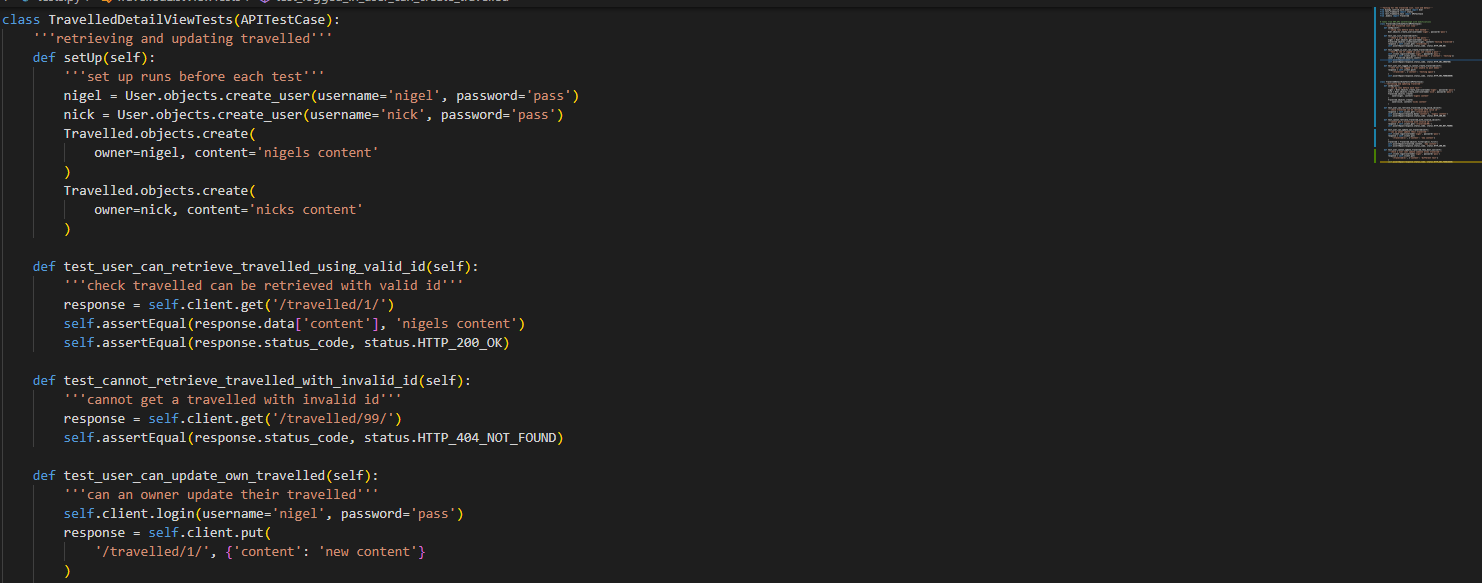 class TravelledDetailViewTests(APITestCase):
    '''retrieving and updating travelled'''
    def setUp(self):
        '''set up runs before each test'''
        nigel = User.objects.create_user(username='nigel', password='pass')
        nick = User.objects.create_user(username='nick', password='pass')
        Travelled.objects.create(
            owner=nigel, content='nigels content'
        )
        Travelled.objects.create(
            owner=nick, content='nicks content'
        )
    def test_user_can_retrieve_travelled_using_valid_id(self):
        '''check travelled can be retrieved with valid id'''
        response = self.client.get('/travelled/1/')
        self.assertEqual(response.data['content'], 'nigels content')
        self.assertEqual(response.status_code, status.HTTP_200_OK)
    def test_cannot_retrieve_travelled_with_invalid_id(self):
        '''cannot get a travelled with invalid id'''
        response = self.client.get('/travelled/99/')
        self.assertEqual(response.status_code, status.HTTP_404_NOT_FOUND)
    def test_user_can_update_own_travelled(self):
        '''can an owner update their travelled'''
        self.client.login(username='nigel', password='pass')
        response = self.client.put(
            '/travelled/1/', {'content': 'new content'}
        )